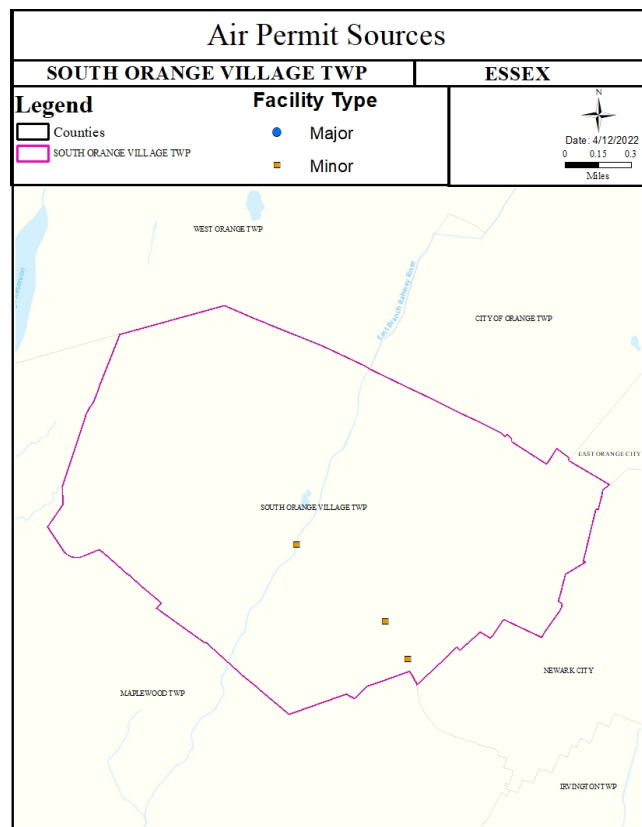 Air Permit Sources
SOUTH ORANGE VILLAGE TWP
ESSEX
Legend
Counties
SOUTH ORANGE VILLAGE TWP
Facility Type
Major
Minor
N
Date: 4/12/2022
0 0.15 0.3
Miles
WEST ORANGE TWP
East Branch Rahway River
CITY OF ORANGE TWP
EAST ORANGE CITY
SOUTH ORANGE VILLAGE TWP
NEWARK CITY
MAPLEWOOD TWP
IRVINGTON TWP